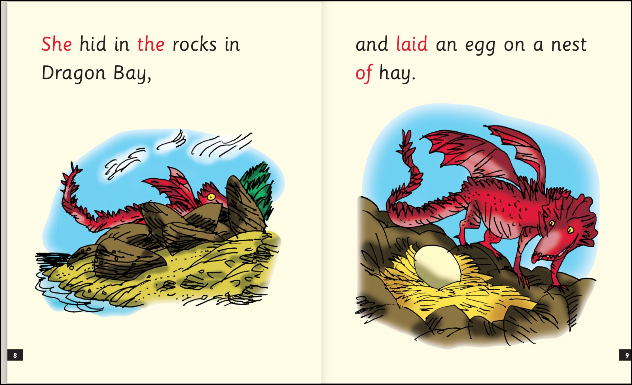 She hid in the rocks in
Dragon Bay,
and laid an egg on a nest
of hay.
8
9